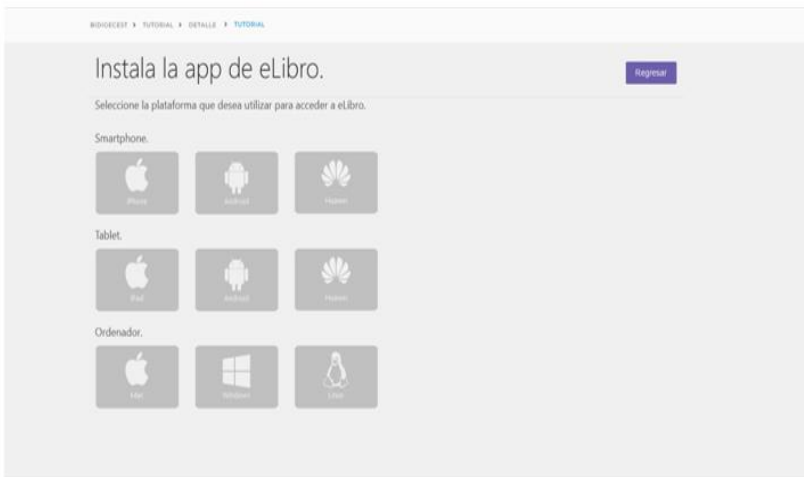 BIDIGECEST > TUTORIAL > DETALLE > TUTORIAL
Instala la app de eLibro.
Regresar
Seleccione la plataforma que desea utilizar para acceder a eLibro.
Smartphone.
iPhone Android Huawei
Tablet.
iPad Android Huawei
Ordenador.
Mac Windows Linux